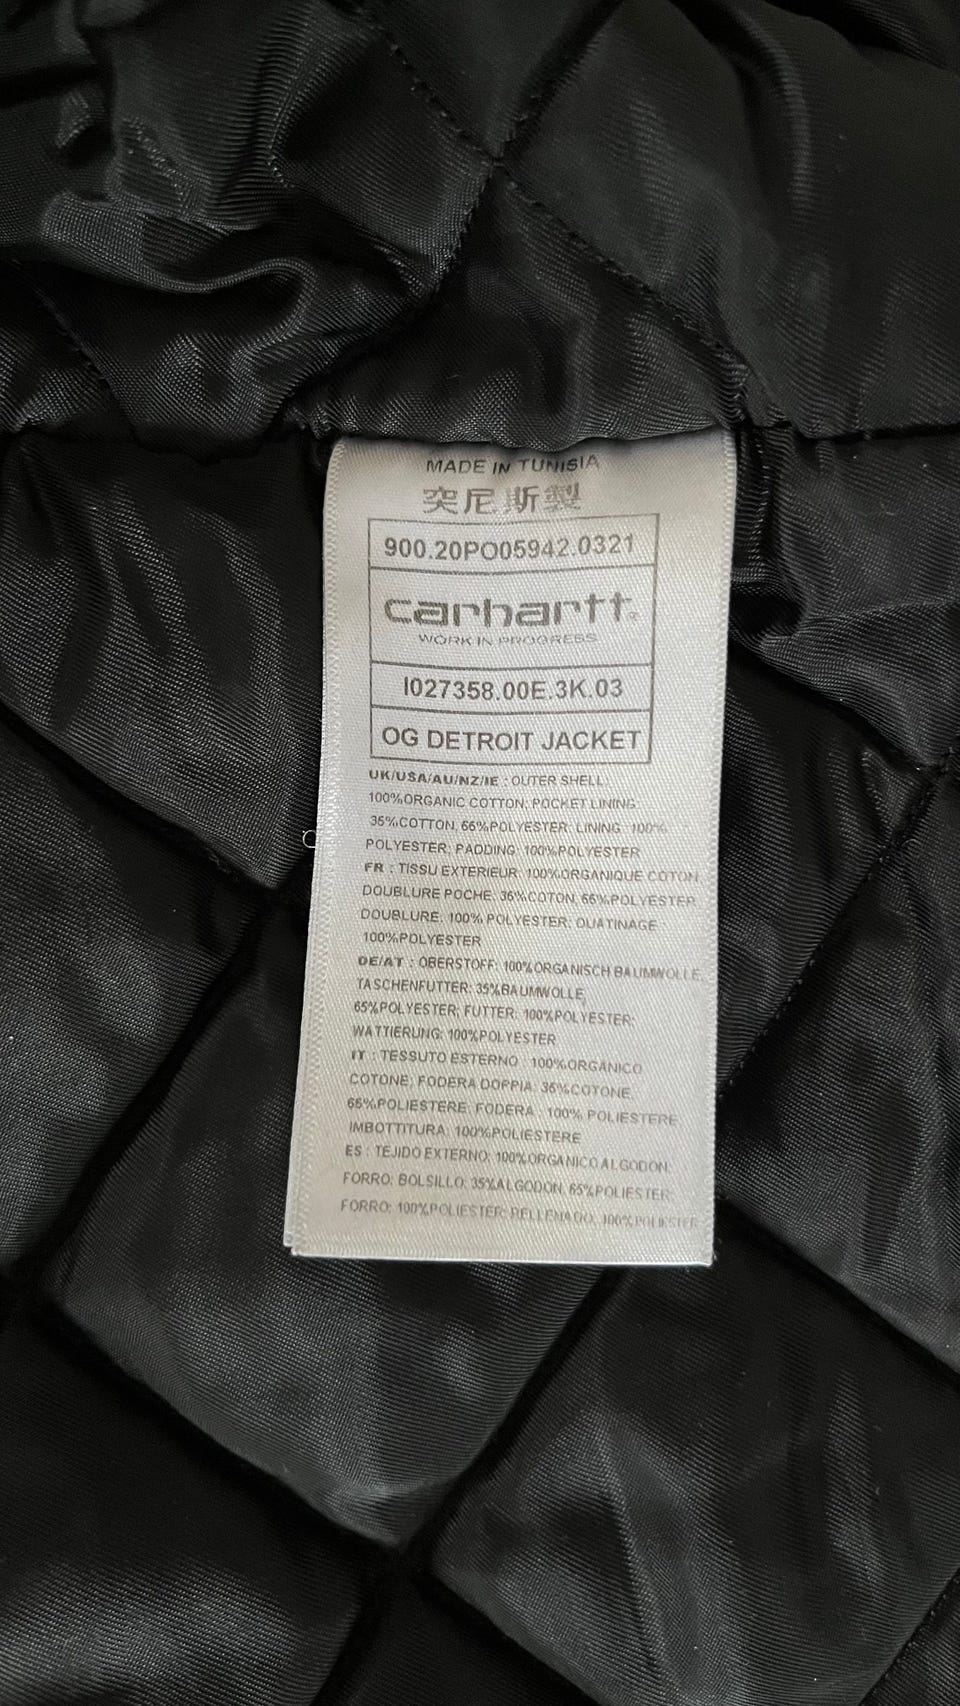 MADE IN TUNISIA
突尼斯製
900.20PO05942.0321
carhartt®
WORK IN PROGRESS
I027358.00E.3K.03
OG DETROIT JACKET
UK/USA/AU/NZ/IE : OUTER SHELL:
100%ORGANIC COTTON; POCKET LINING:
35%COTTON, 65%POLYESTER; LINING: 100%
POLYESTER; PADDING: 100%POLYESTER
FR : TISSU EXTERIEUR: 100%ORGANIQUE COTON;
DOUBLURE POCHE: 35%COTON, 65%POLYESTER;
DOUBLURE: 100% POLYESTER; OUATINAGE :
100%POLYESTER
DE/AT : OBERSTOFF: 100%ORGANISCH BAUMWOLLE;
TASCHENFUTTER: 35%BAUMWOLLE,
65%POLYESTER; FUTTER: 100%POLYESTER;
WATTIERUNG: 100%POLYESTER
IT : TESSUTO ESTERNO : 100%ORGANICO
COTONE; FODERA DOPPIA: 35%COTONE,
65%POLIESTERE; FODERA : 100% POLIESTERE
IMBOTTITURA: 100%POLIESTERE
ES : TEJIDO EXTERNO: 100%ORGANICO ALGODON;
FORRO: BOLSILLO: 35%ALGODON, 65%POLIESTER;
FORRO: 100%POLIESTER; RELLENADO: 100%POLIESTER